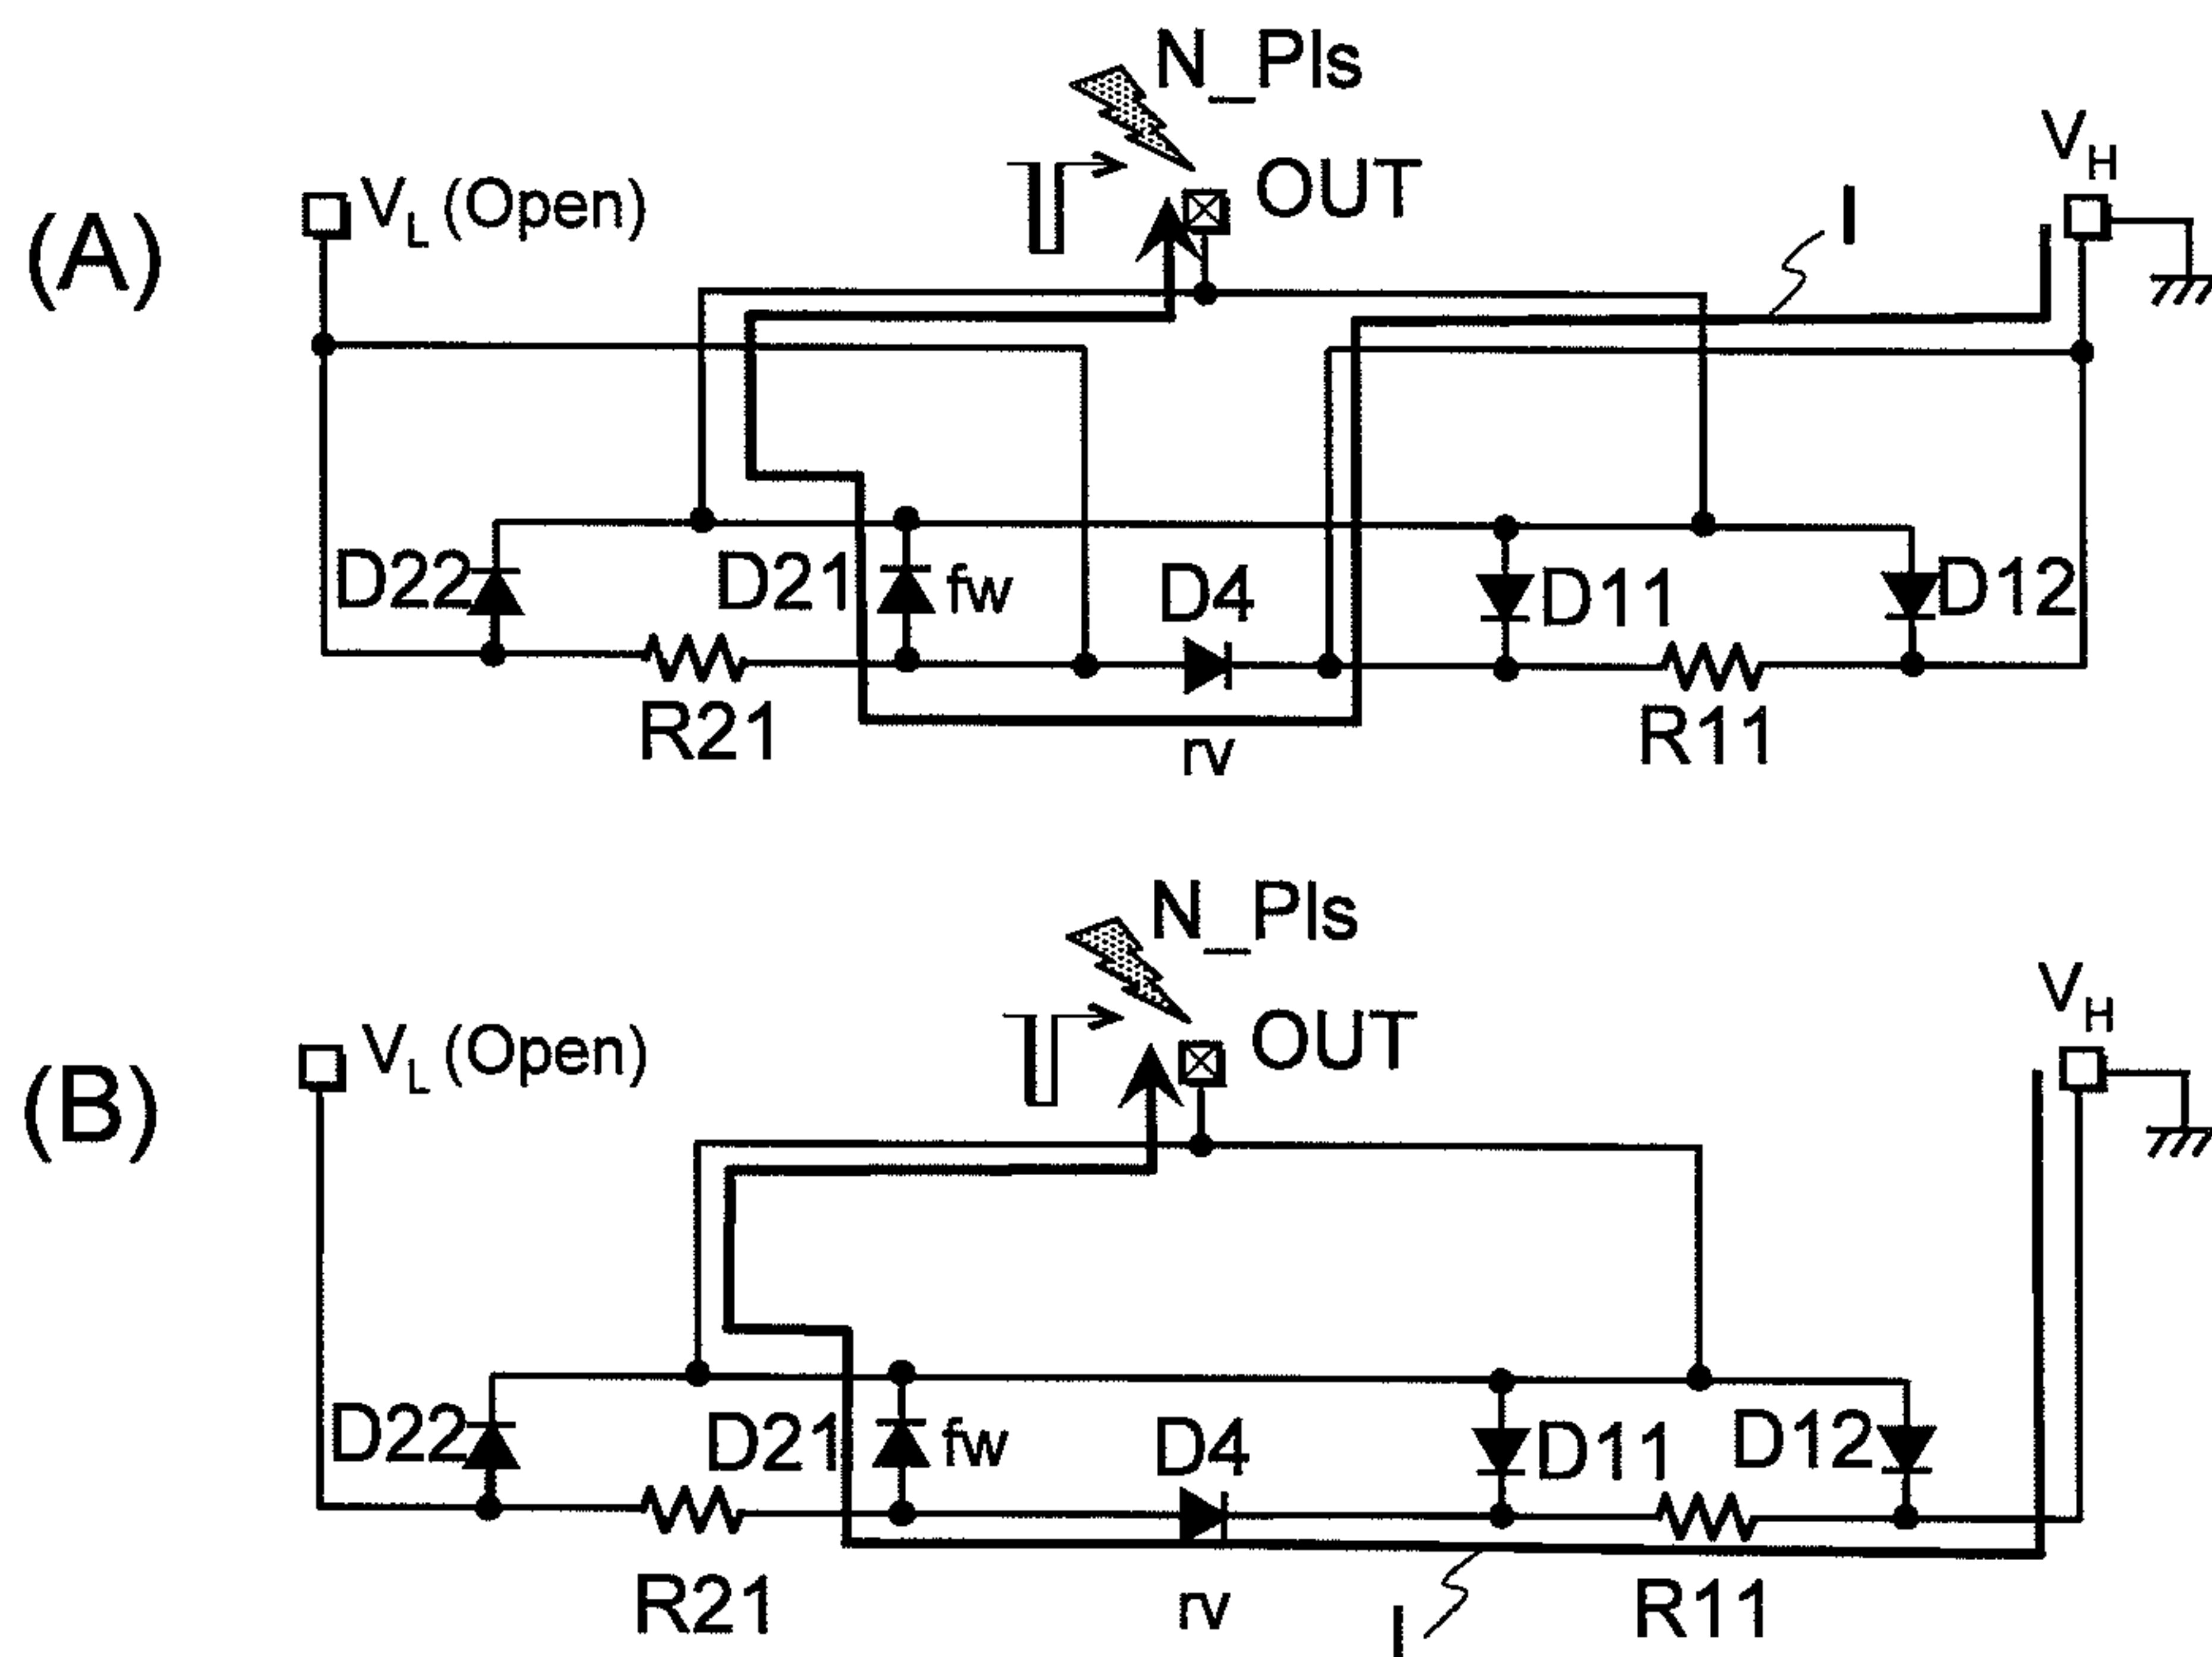 (A)
N_Pls
V_L (Open)
OUT
V_H
I
D22
D21
fw
D4
D11
D12
R21
rv
R11
(B)
N_Pls
V_L (Open)
OUT
V_H
D22
D21
fw
D4
D11
D12
R21
rv
I
R11